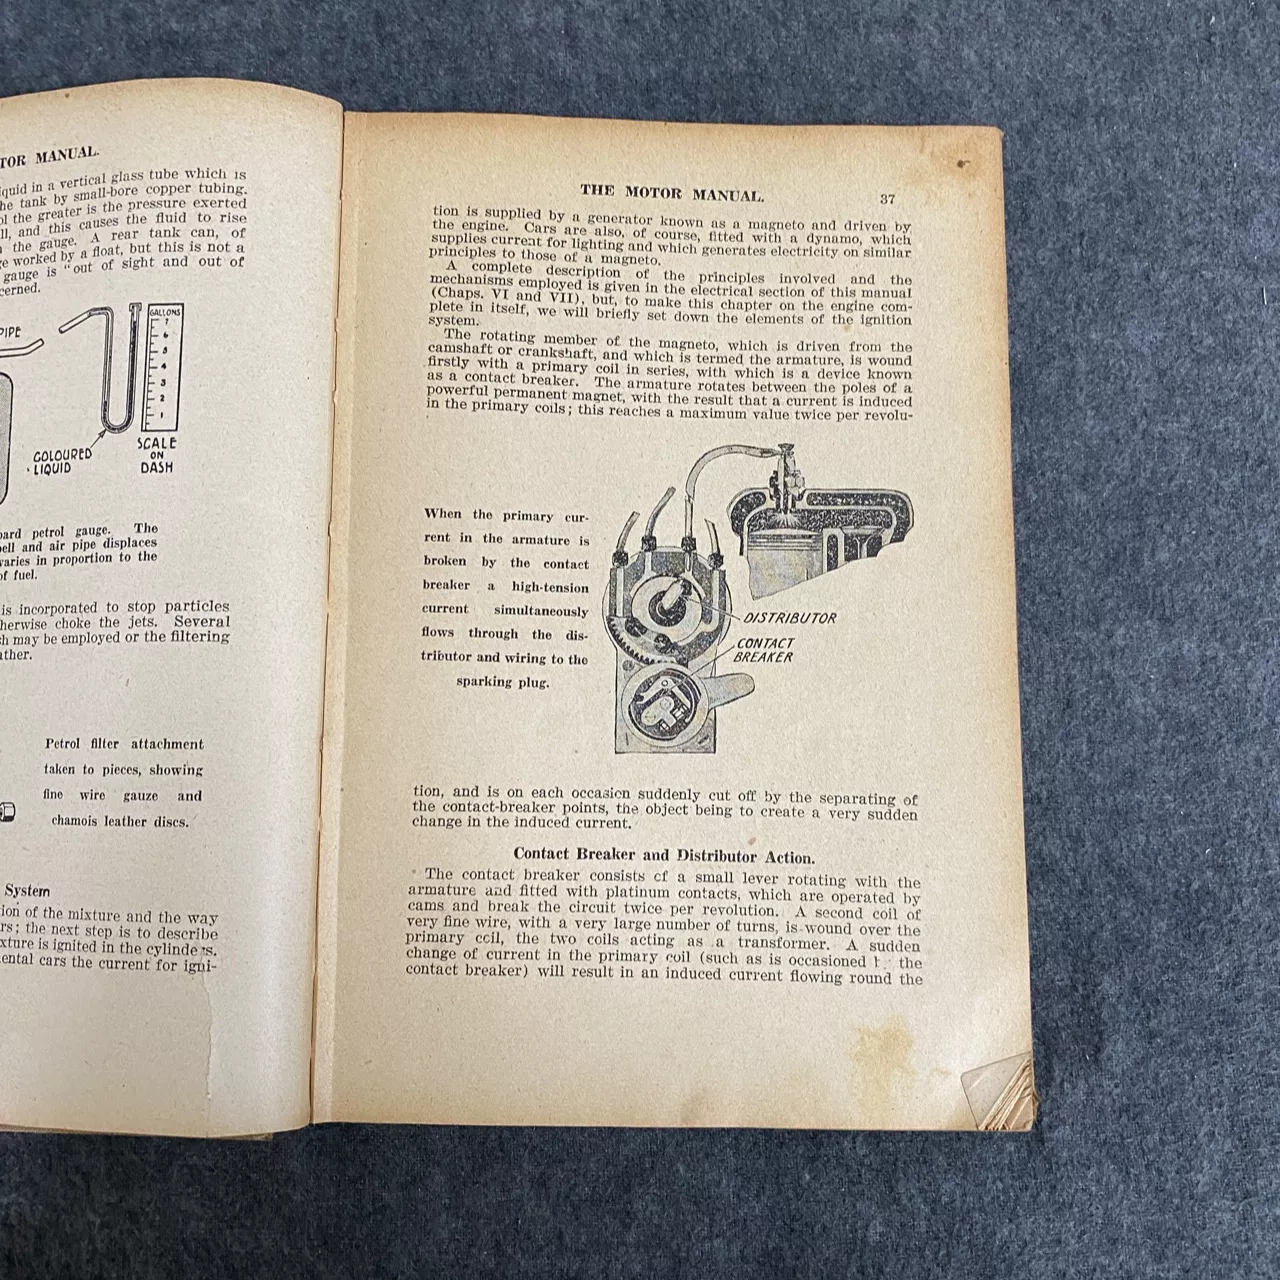 TOR MANUAL.
iquid in a vertical glass tube which is
he tank by small-bore copper tubing.
ol the greater is the pressure exerted
ll, and this causes the fluid to rise
the gauge. A rear tank can, of
ge worked by a float, but this is not a
gauge is "out of sight and out of
cerned.
PIPE
GALLONS
7
6
5
4
3
2
1
COLOURED
LIQUID
SCALE
ON
DASH
oard petrol gauge. The
bell and air pipe displaces
varies in proportion to the
of fuel.
is incorporated to stop particles
herwise choke the jets. Several
ch may be employed or the filtering
ather.
Petrol filter attachment
taken to pieces, showing
fine wire gauze and
chamois leather discs.
System
ion of the mixture and the way
rs; the next step is to describe
xture is ignited in the cylinders.
ental cars the current for igni-
THE MOTOR MANUAL. 37
tion is supplied by a generator known as a magneto and driven by
the engine. Cars are also, of course, fitted with a dynamo, which
supplies current for lighting and which generates electricity on similar
principles to those of a magneto.
A complete description of the principles involved and the
mechanisms employed is given in the electrical section of this manual
(Chaps. VI and VII), but, to make this chapter on the engine com-
plete in itself, we will briefly set down the elements of the ignition
system.
The rotating member of the magneto, which is driven from the
camshaft or crankshaft, and which is termed the armature, is wound
firstly with a primary coil in series, with which is a device known
as a contact breaker. The armature rotates between the poles of a
powerful permanent magnet, with the result that a current is induced
in the primary coils; this reaches a maximum value twice per revolu-
When the primary cur-
rent in the armature is
broken by the contact
breaker a high-tension
current simultaneously
flows through the dis-
tributor and wiring to the
sparking plug.
DISTRIBUTOR
CONTACT
BREAKER
tion, and is on each occasion suddenly cut off by the separating of
the contact-breaker points, the object being to create a very sudden
change in the induced current.
Contact Breaker and Distributor Action.
The contact breaker consists of a small lever rotating with the
armature and fitted with platinum contacts, which are operated by
cams and break the circuit twice per revolution. A second coil of
very fine wire, with a very large number of turns, is wound over the
primary coil, the two coils acting as a transformer. A sudden
change of current in the primary coil (such as is occasioned the
contact breaker) will result in an induced current flowing round the